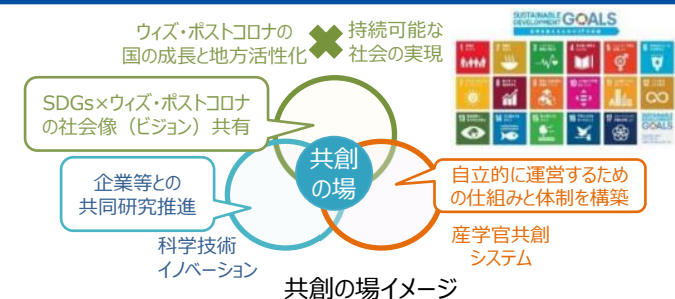 ウィズ・ポストコロナの
国の成長と地方活性化
持続可能な
社会の実現
SUSTAINABLE DEVELOPMENT GOALS
SDGs×ウィズ・ポストコロナ
の社会像（ビジョン）共有
共創
の場
企業等との
共同研究推進
自立的に運営するため
の仕組みと体制を構築
科学技術
イノベーション
産学官共創
システム
共創の場イメージ